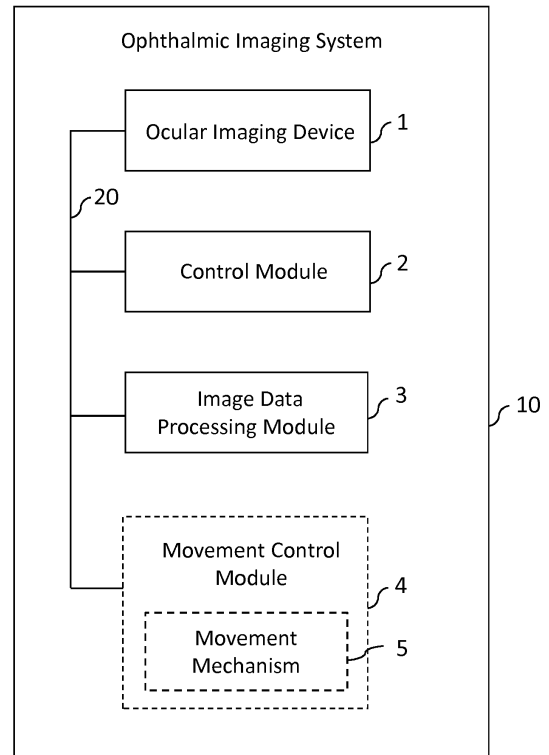 Ophthalmic Imaging System
Ocular Imaging Device
1
20
Control Module
2
Image Data
Processing Module
3
10
Movement Control
Module
4
Movement
Mechanism
5